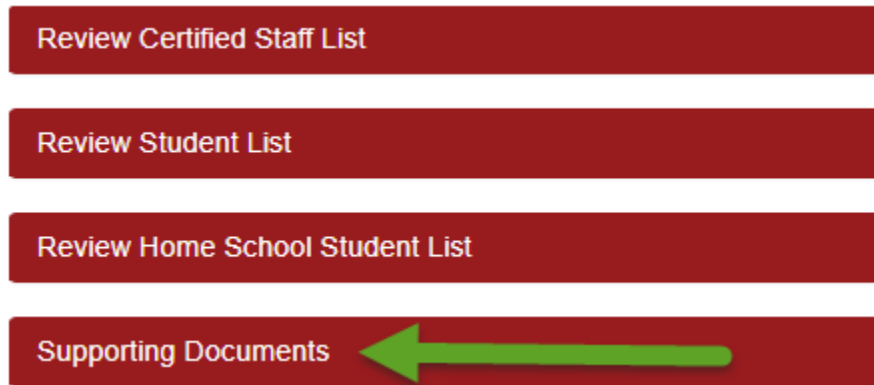 Review Certified Staff List
Review Student List
Review Home School Student List
Supporting Documents